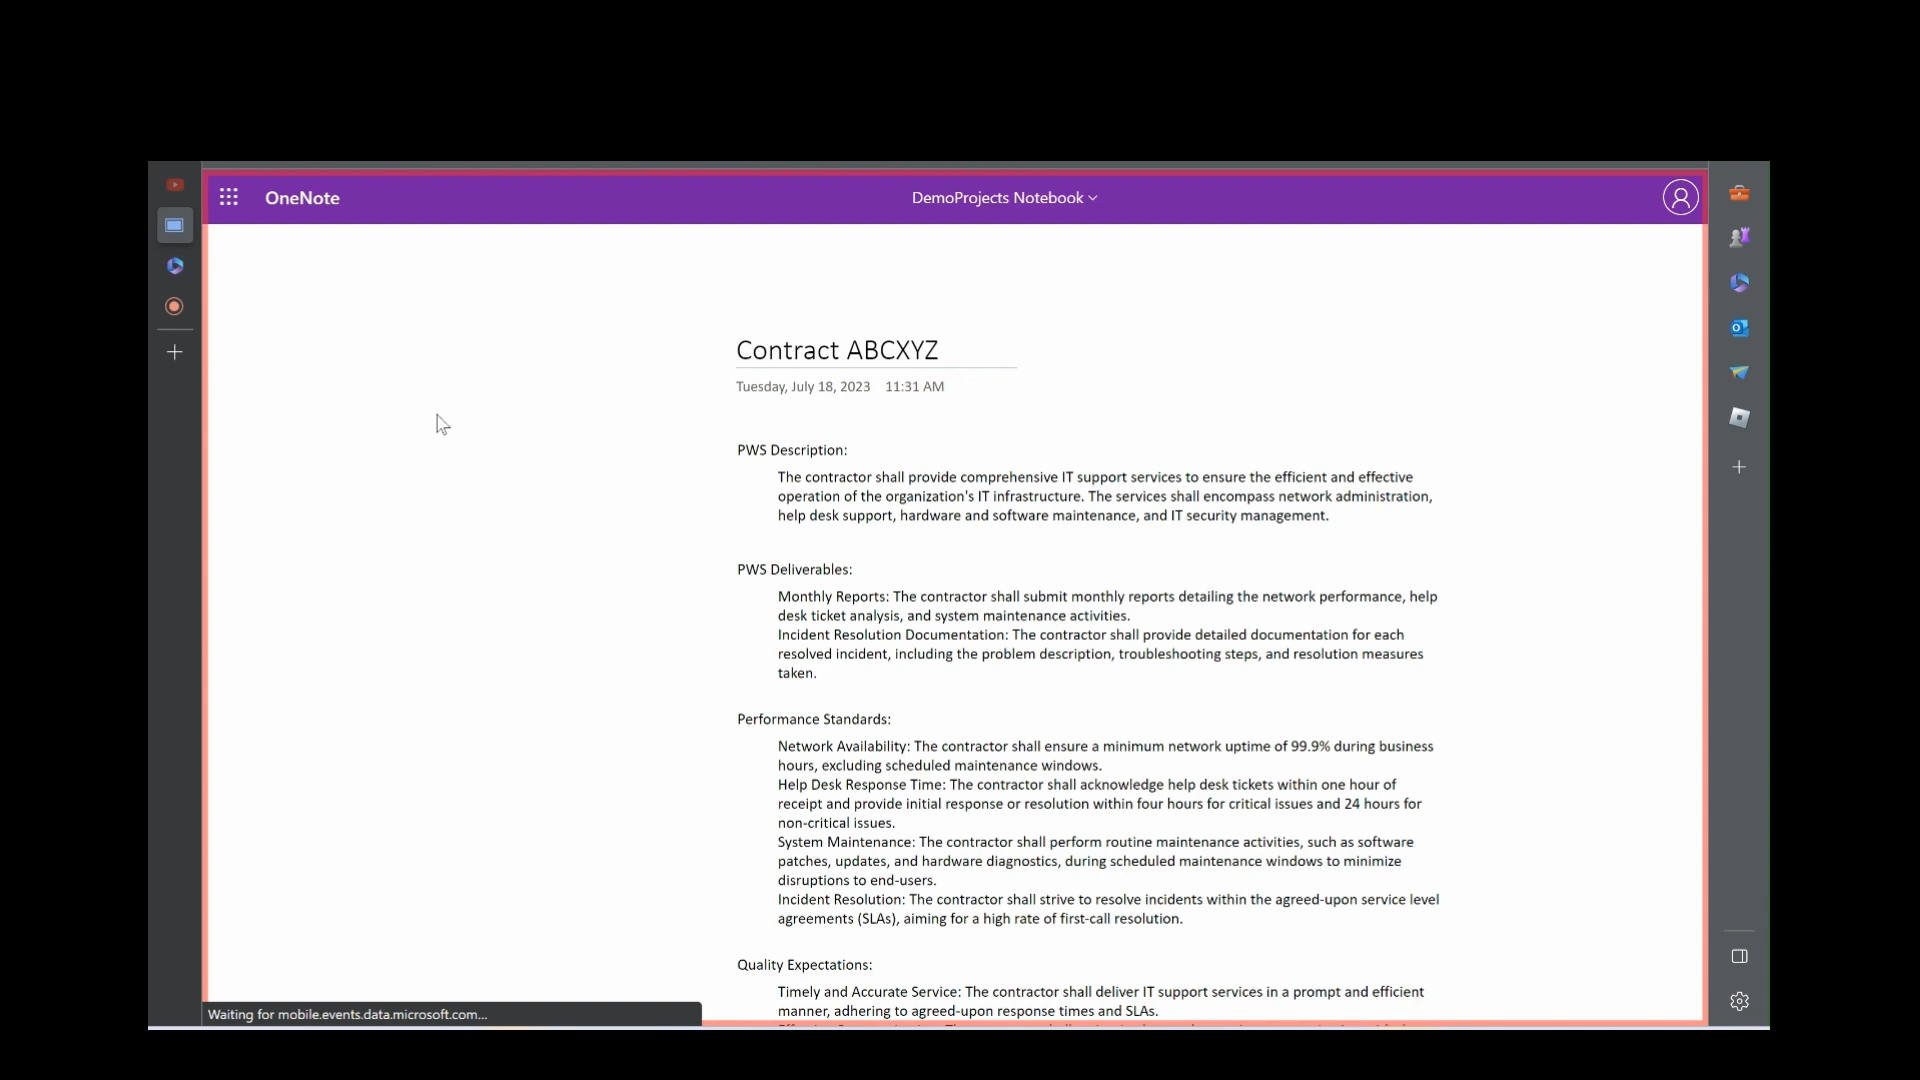 OneNote
DemoProjects Notebook
Contract ABCXYZ
Tuesday, July 18, 2023 11:31 AM
PWS Description:
The contractor shall provide comprehensive IT support services to ensure the efficient and effective
operation of the organization's IT infrastructure. The services shall encompass network administration,
help desk support, hardware and software maintenance, and IT security management.
PWS Deliverables:
Monthly Reports: The contractor shall submit monthly reports detailing the network performance, help
desk ticket analysis, and system maintenance activities.
Incident Resolution Documentation: The contractor shall provide detailed documentation for each
resolved incident, including the problem description, troubleshooting steps, and resolution measures
taken.
Performance Standards:
Network Availability: The contractor shall ensure a minimum network uptime of 99.9% during business
hours, excluding scheduled maintenance windows.
Help Desk Response Time: The contractor shall acknowledge help desk tickets within one hour of
receipt and provide initial response or resolution within four hours for critical issues and 24 hours for
non-critical issues.
System Maintenance: The contractor shall perform routine maintenance activities, such as software
patches, updates, and hardware diagnostics, during scheduled maintenance windows to minimize
disruptions to end-users.
Incident Resolution: The contractor shall strive to resolve incidents within the agreed-upon service level
agreements (SLAs), aiming for a high rate of first-call resolution.
Quality Expectations:
Timely and Accurate Service: The contractor shall deliver IT support services in a prompt and efficient
manner, adhering to agreed-upon response times and SLAs.
Waiting for mobile.events.data.microsoft.com...